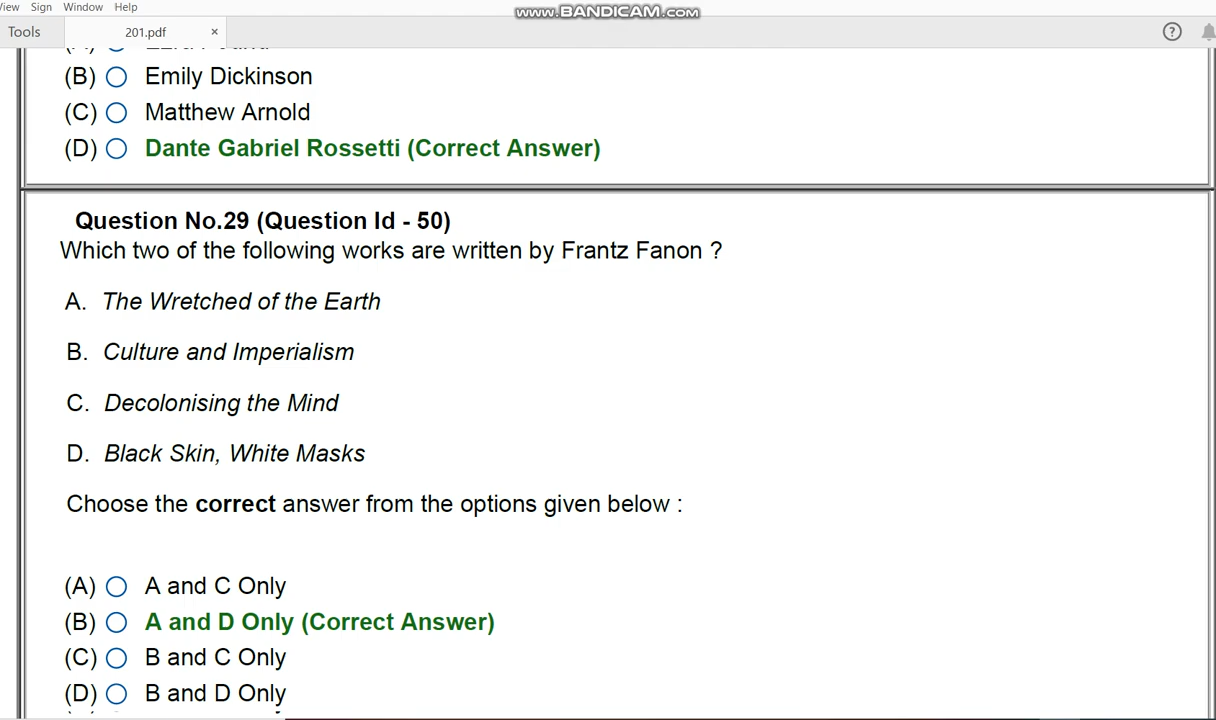 View Sign Window Help
www.BANDICAM.com
Tools 201.pdf ×
(B) Emily Dickinson
(C) Matthew Arnold
(D) Dante Gabriel Rossetti (Correct Answer)
Question No.29 (Question Id - 50)
Which two of the following works are written by Frantz Fanon ?
A. The Wretched of the Earth
B. Culture and Imperialism
C. Decolonising the Mind
D. Black Skin, White Masks
Choose the correct answer from the options given below :
(A) A and C Only
(B) A and D Only (Correct Answer)
(C) B and C Only
(D) B and D Only